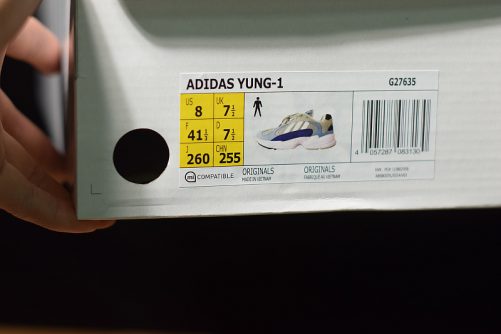 ADIDAS YUNG-1
G27635
US 8 UK 7½
F 41⅓ D 7½
J 260 CHN 255
mi COMPATIBLE
ORIGINALS
MADE IN VIETNAM
ORIGINALS
FABRIQUÉ AU VIETNAM
4 057287 083130